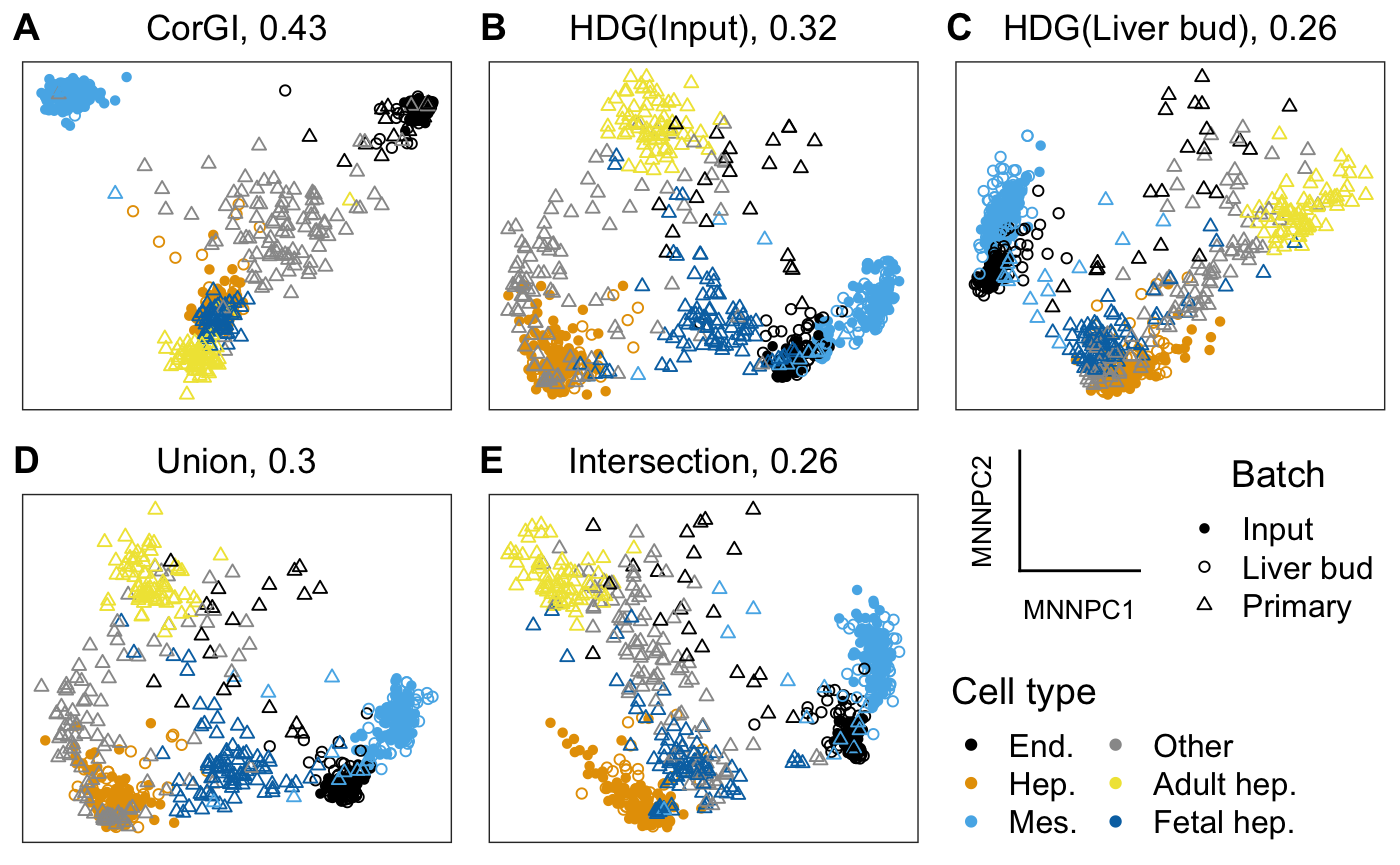 A CorGI, 0.43
B HDG(Input), 0.32
C HDG(Liver bud), 0.26
D Union, 0.3
E Intersection, 0.26
MNNPC2
MNNPC1
Batch
Input
Liver bud
Primary
Cell type
End.
Hep.
Mes.
Other
Adult hep.
Fetal hep.